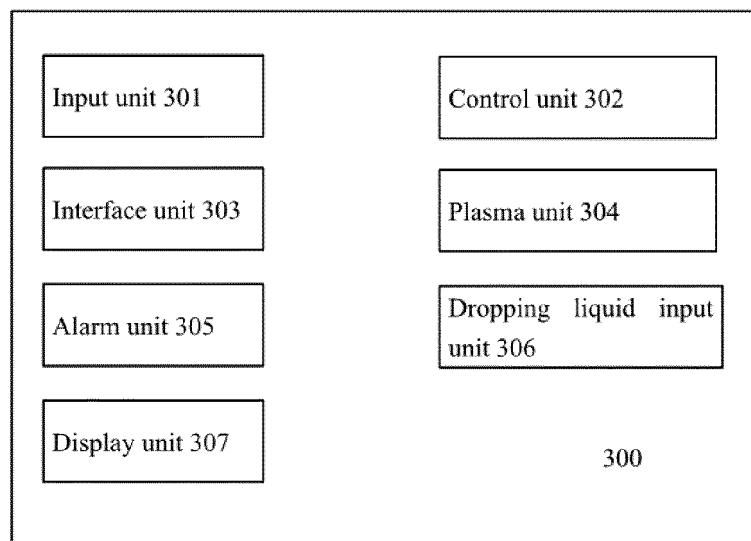 Input unit 301
Control unit 302
Interface unit 303
Plasma unit 304
Alarm unit 305
Dropping liquid input
unit 306
Display unit 307
300